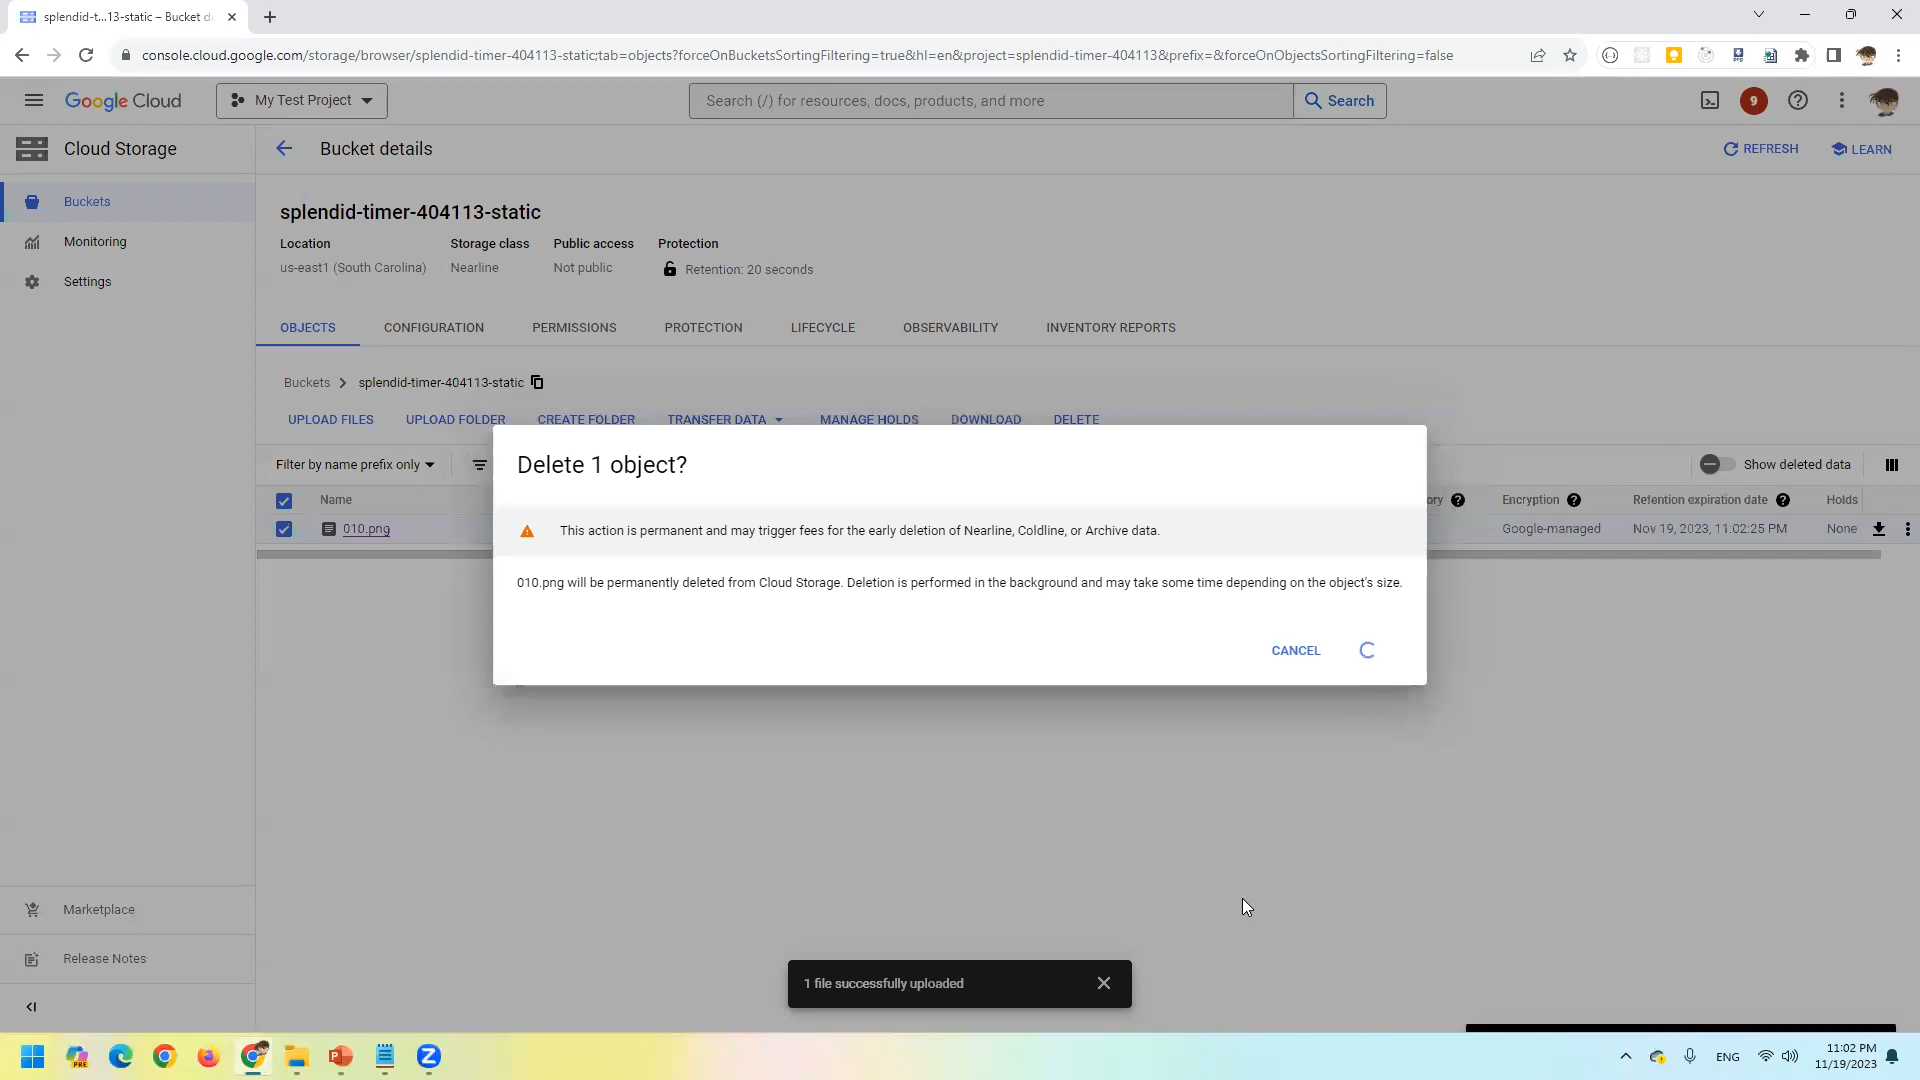 splendid-t...13-static – Bucket de
console.cloud.google.com/storage/browser/splendid-timer-404113-static;tab=objects?forceOnBucketsSortingFiltering=true&hl=en&project=splendid-timer-404113&prefix=&forceOnObjectsSortingFiltering=false
Google Cloud
My Test Project
Search (/) for resources, docs, products, and more
Search
9
Cloud Storage
Bucket details
REFRESH
LEARN
Buckets
Monitoring
Settings
splendid-timer-404113-static
Location Storage class Public access Protection
us-east1 (South Carolina) Nearline Not public Retention: 20 seconds
OBJECTS CONFIGURATION PERMISSIONS PROTECTION LIFECYCLE OBSERVABILITY INVENTORY REPORTS
Buckets splendid-timer-404113-static
UPLOAD FILES UPLOAD FOLDER CREATE FOLDER TRANSFER DATA MANAGE HOLDS DOWNLOAD DELETE
Filter by name prefix only
Show deleted data
Name
ory Encryption Retention expiration date Holds
010.png
Google-managed Nov 19, 2023, 11:02:25 PM None
Delete 1 object?
This action is permanent and may trigger fees for the early deletion of Nearline, Coldline, or Archive data.
010.png will be permanently deleted from Cloud Storage. Deletion is performed in the background and may take some time depending on the object's size.
CANCEL
Marketplace
Release Notes
1 file successfully uploaded
PRE
ENG
11:02 PM
11/19/2023